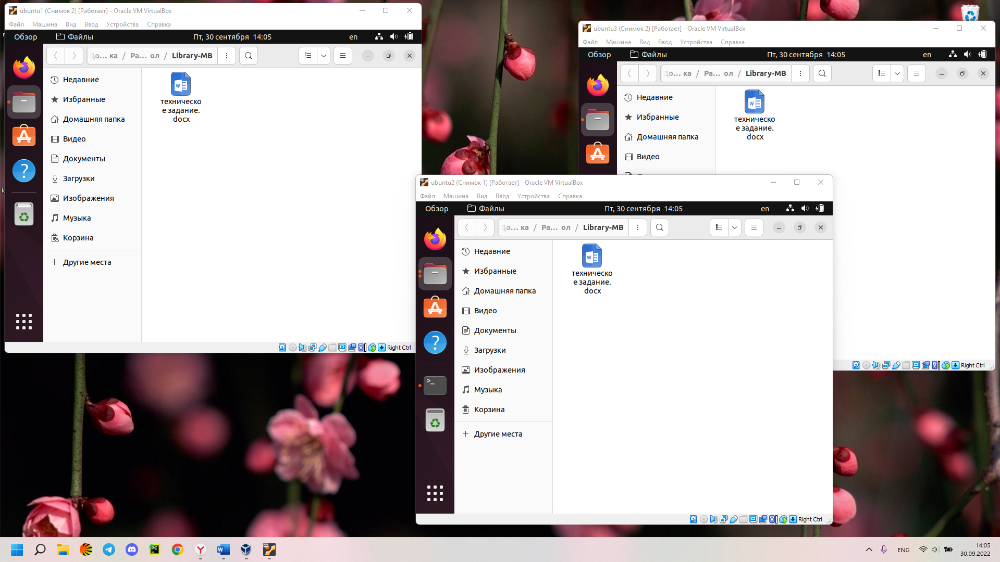 ubuntu1 (Снимок 2) [Работает] - Oracle VM VirtualBox
Файл Машина Вид Ввод Устройства Справка
Обзор Файлы Пт, 30 сентября 14:05 en
До... ка / Ра... ол / Library-MB
Недавние
Избранные
Домашняя папка
Видео
Документы
Загрузки
Изображения
Музыка
Корзина
Другие места
техническо
е задание.
docx
Right Ctrl
ubuntu3 (Снимок 2) [Работает] - Oracle VM VirtualBox
Файл Машина Вид Ввод Устройства Справка
Обзор Файлы Пт, 30 сентября 14:05 en
До... ка / Ра... ол / Library-MB
Недавние
Избранные
Домашняя папка
Видео
техническо
е задание.
docx
Right Ctrl
ubuntu2 (Снимок 1) [Работает] - Oracle VM VirtualBox
Файл Машина Вид Ввод Устройства Справка
Обзор Файлы Пт, 30 сентября 14:05 en
До... ка / Ра... ол / Library-MB
Недавние
Избранные
Домашняя папка
Видео
Документы
Загрузки
Изображения
Музыка
Корзина
Другие места
техническо
е задание.
docx
Right Ctrl
ENG
14:05
30.09.2022